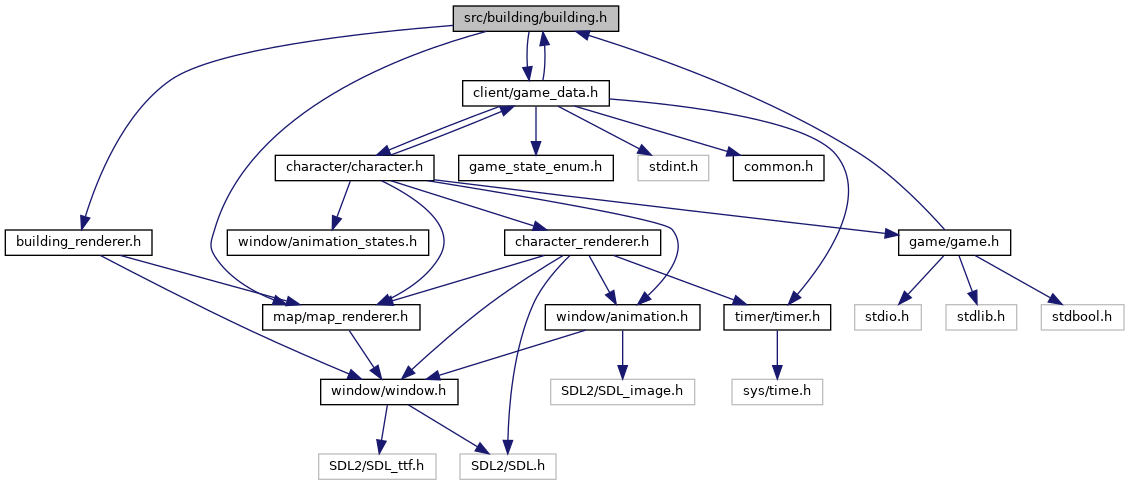 src/building/building.h
client/game_data.h
character/character.h
game_state_enum.h
stdint.h
common.h
building_renderer.h
window/animation_states.h
character_renderer.h
game/game.h
map/map_renderer.h
window/animation.h
timer/timer.h
stdio.h
stdlib.h
stdbool.h
window/window.h
SDL2/SDL_image.h
sys/time.h
SDL2/SDL_ttf.h
SDL2/SDL.h